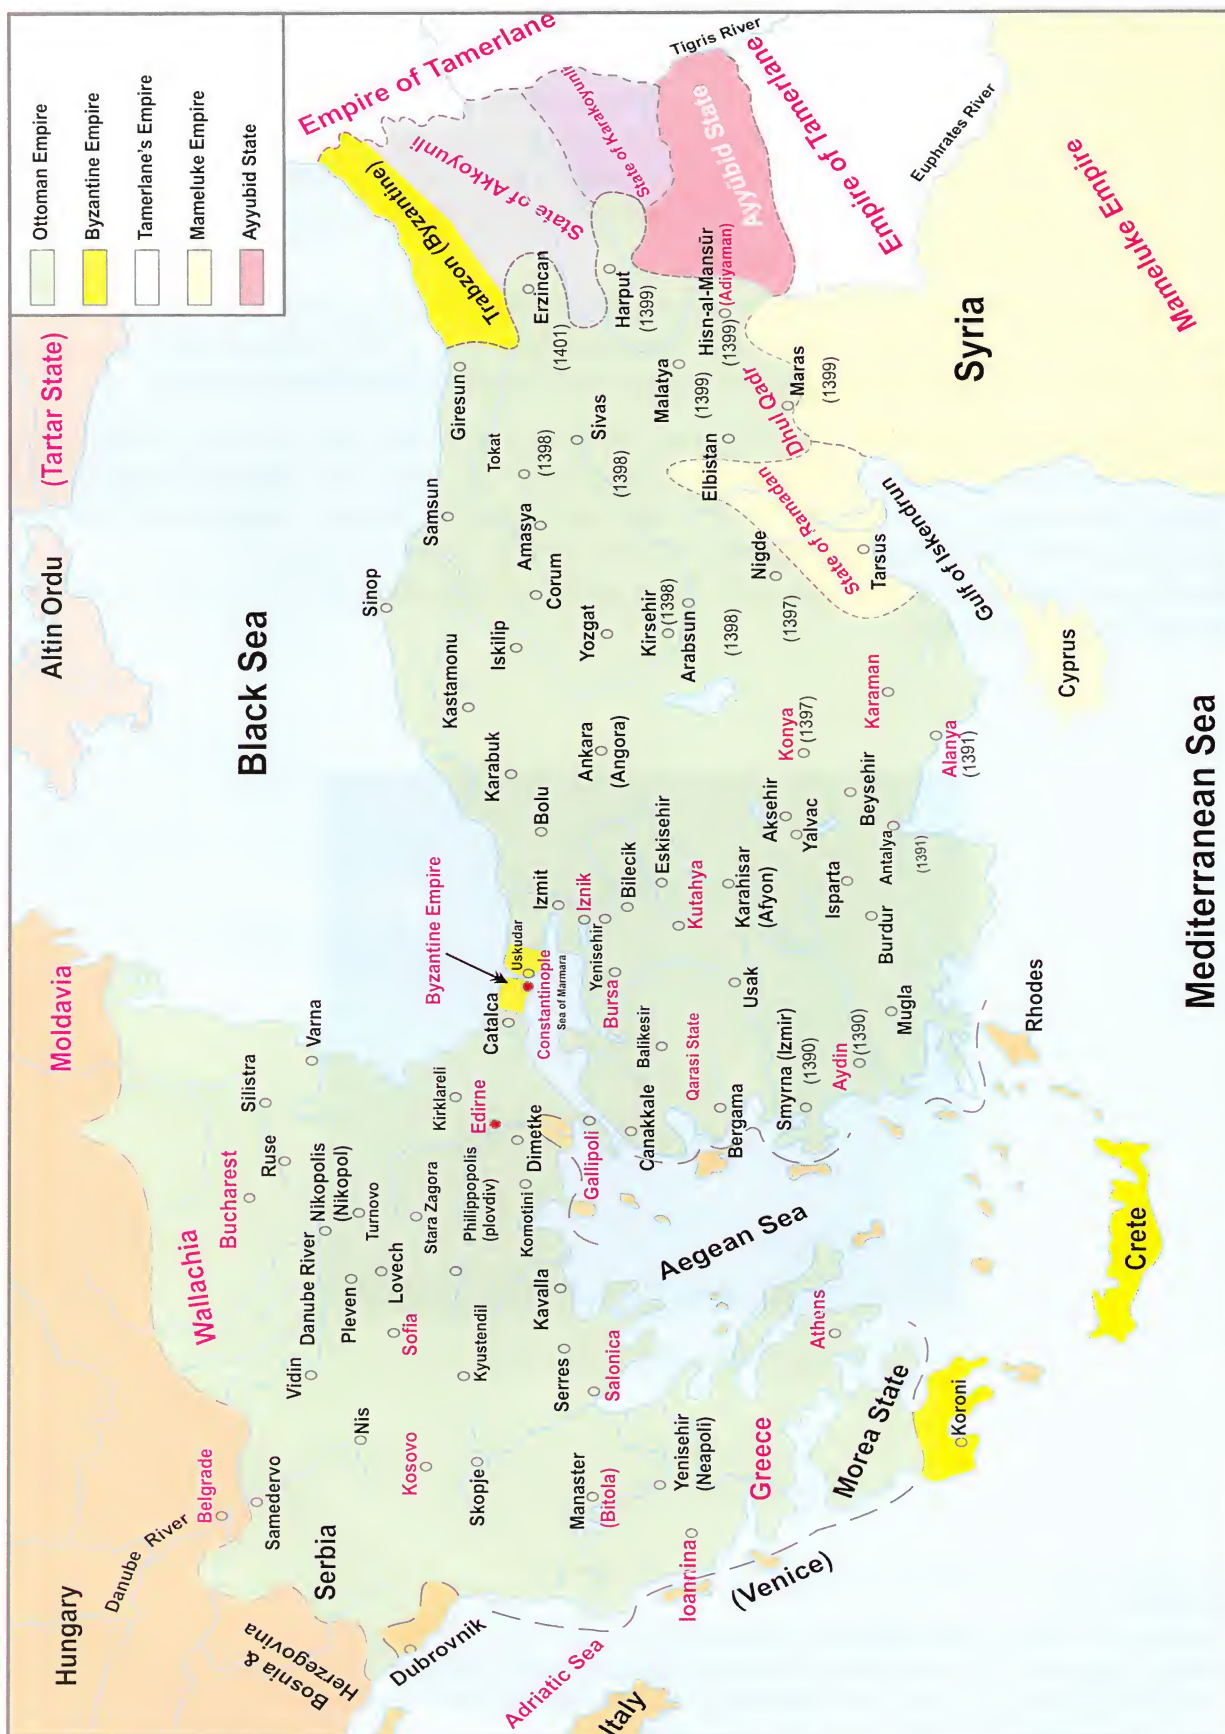 Ottoman Empire
Byzantine Empire
Tamerlane's Empire
Mameluke Empire
Ayyubid State
Hungary
Danube River
Belgrade
Samedervo
Bosnia &
Herzegovina
Serbia
Dubrovnik
Adriatic Sea
Italy
(Venice)
Moldavia
Wallachia
Bucharest
Silistra
Ruse
Varna
Danube River
Nikopolis
(Nikopol)
Vidin
Pleven
Turnovo
Lovech
Nis
Sofia
Stara Zagora
Kosovo
Kyustendil
Philippopolis
(plovdiv)
Skopje
Kirklareli
Edirne
Dimetke
Komotini
Kavalla
Serres
Salonica
Manaster
(Bitola)
Gallipoli
Ioannina
Yenisehir
(Neapoli)
Greece
Athens
Morea State
Koroni
Aegean Sea
Crete
Rhodes
Altin Ordu
(Tartar State)
Black Sea
Byzantine Empire
Catalca
Uskudar
Constantinople
Sea of Marmara
Izmit
Iznik
Yenisehir
Bursa
Bilecik
Eskisehir
Kutahya
Balikesir
Canakkale
Qarasi State
Bergama
Usak
Karahisar
(Afyon)
Smyrna (Izmir)
(1390)
Aydin
(1390)
Mugla
Burdur
Isparta
Antalya
(1391)
Beysehir
Yalvac
Aksehir
Konya
(1397)
Karaman
Alanya
(1391)
Bolu
Karabuk
Kastamonu
Sinop
Iskilip
Ankara
(Angora)
Yozgat
Corum
Amasya
Samsun
Kirsehir
(1398)
Arabsun
(1398)
Nigde
(1397)
Tokat
(1398)
Sivas
(1398)
Giresun
Trabzon (Byzantine)
Erzincan
(1401)
Harput
(1399)
Malatya
(1399)
Hisn-al-Mansūr
(Adiyaman)
(1399)
Elbistan
Dhul Qadr
Maras
(1399)
State of Ramadan
Tarsus
Gulf of Iskendrun
Cyprus
Mediterranean Sea
Syria
Mameluke Empire
Euphrates River
Empire of Tamerlane
Tigris River
Ayyūbid State
State of Karakoyunli
State of Akkoyunli
Empire of Tamerlane